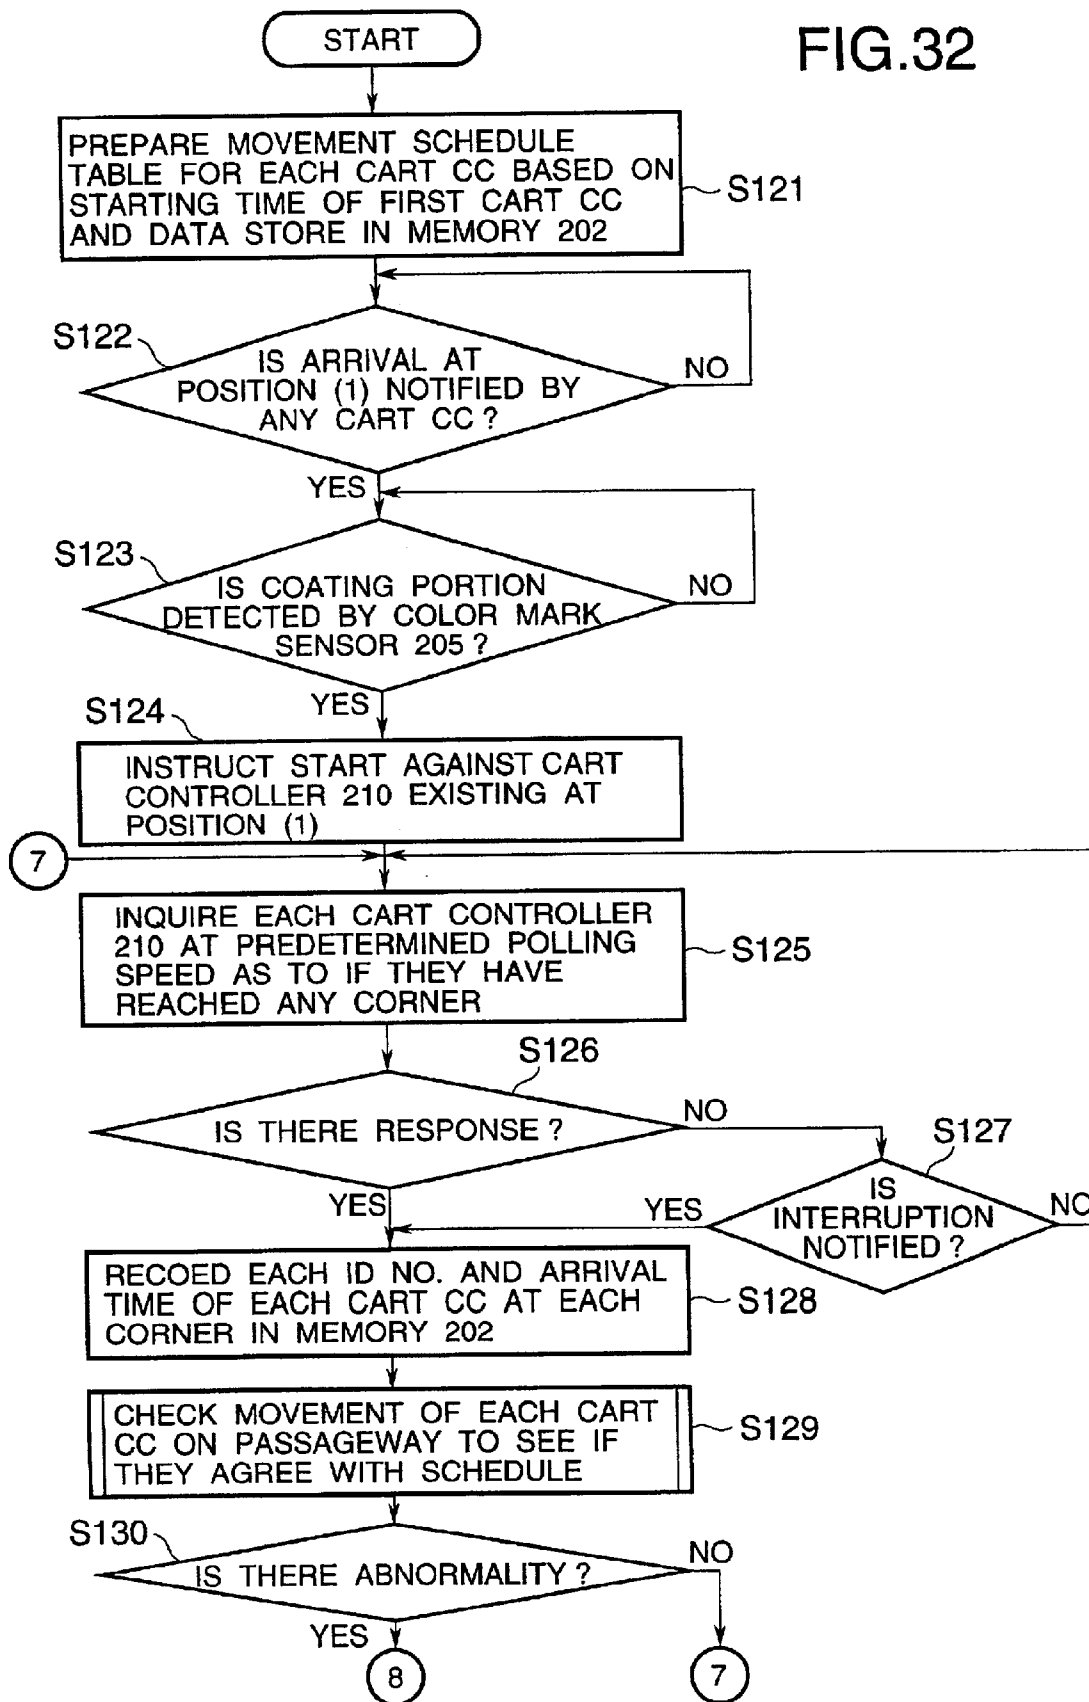 START
FIG.32
PREPARE MOVEMENT SCHEDULE
TABLE FOR EACH CART CC BASED ON
STARTING TIME OF FIRST CART CC
AND DATA STORE IN MEMORY 202
S121
S122
IS ARRIVAL AT
POSITION (1) NOTIFIED BY
ANY CART CC ?
NO
YES
S123
IS COATING PORTION
DETECTED BY COLOR MARK
SENSOR 205 ?
NO
YES
S124
INSTRUCT START AGAINST CART
CONTROLLER 210 EXISTING AT
POSITION (1)
7
INQUIRE EACH CART CONTROLLER
210 AT PREDETERMINED POLLING
SPEED AS TO IF THEY HAVE
REACHED ANY CORNER
S125
S126
IS THERE RESPONSE ?
NO
S127
IS
INTERRUPTION
NOTIFIED ?
NO
YES
YES
RECOED EACH ID NO. AND ARRIVAL
TIME OF EACH CART CC AT EACH
CORNER IN MEMORY 202
S128
CHECK MOVEMENT OF EACH CART
CC ON PASSAGEWAY TO SEE IF
THEY AGREE WITH SCHEDULE
S129
S130
IS THERE ABNORMALITY ?
NO
YES
8
7